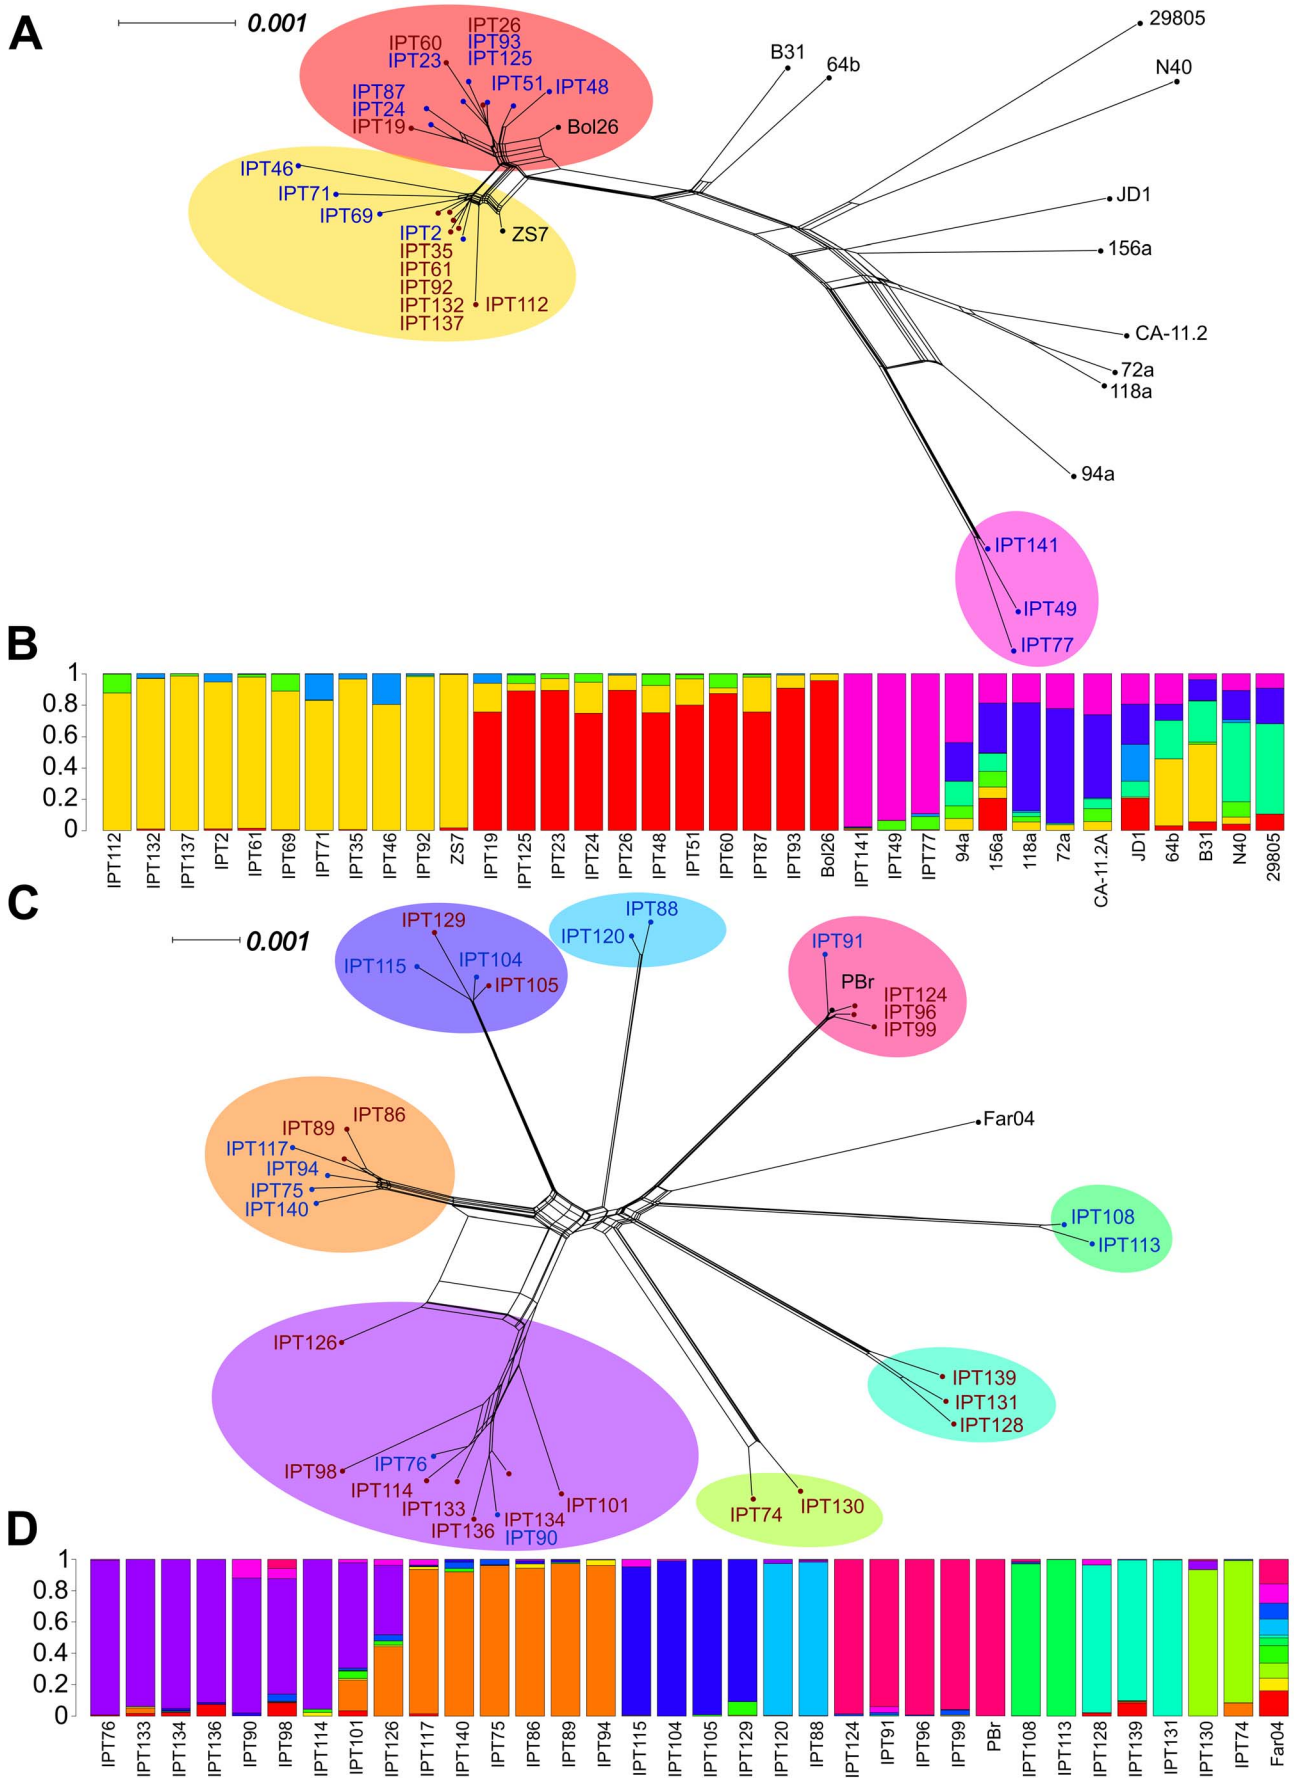 A
0.001
IPT26
IPT60
IPT93
IPT23
IPT125
IPT51
IPT48
IPT87
IPT24
IPT19
Bol26
IPT46
IPT71
IPT69
IPT2
ZS7
IPT35
IPT61
IPT92
IPT132
IPT112
IPT137
B31
64b
29805
N40
JD1
156a
CA-11.2
72a
118a
94a
IPT141
IPT49
IPT77
B
1
0.8
0.6
0.4
0.2
0
IPT112
IPT132
IPT137
IPT2
IPT61
IPT69
IPT71
IPT35
IPT46
IPT92
ZS7
IPT19
IPT125
IPT23
IPT24
IPT26
IPT48
IPT51
IPT60
IPT87
IPT93
Bol26
IPT141
IPT49
IPT77
94a
156a
118a
72a
CA-11.2A
JD1
64b
B31
N40
29805
C
0.001
IPT129
IPT115
IPT104
IPT105
IPT88
IPT120
IPT91
PBr
IPT124
IPT96
IPT99
Far04
IPT86
IPT89
IPT117
IPT94
IPT75
IPT140
IPT108
IPT113
IPT126
IPT139
IPT131
IPT128
IPT98
IPT76
IPT114
IPT133
IPT136
IPT134
IPT90
IPT101
IPT74
IPT130
D
1
0.8
0.6
0.4
0.2
0
IPT76
IPT133
IPT134
IPT136
IPT90
IPT98
IPT114
IPT101
IPT126
IPT117
IPT140
IPT75
IPT86
IPT89
IPT94
IPT115
IPT104
IPT105
IPT129
IPT120
IPT88
IPT124
IPT91
IPT96
IPT99
PBr
IPT108
IPT113
IPT128
IPT139
IPT131
IPT130
IPT74
Far04